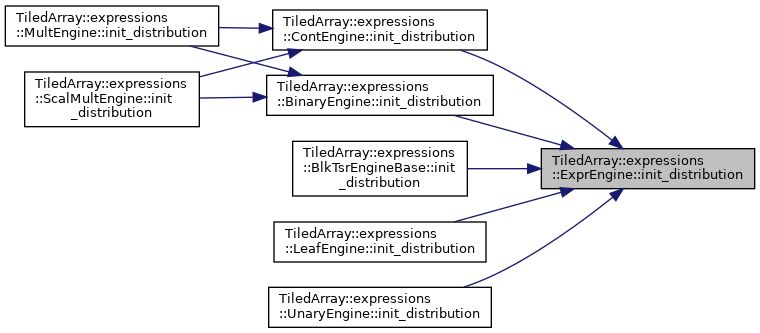 TiledArray::expressions
::MultEngine::init_distribution
TiledArray::expressions
::ContEngine::init_distribution
TiledArray::expressions
::ScalMultEngine::init
_distribution
TiledArray::expressions
::BinaryEngine::init_distribution
TiledArray::expressions
::BlkTsrEngineBase::init
_distribution
TiledArray::expressions
::ExprEngine::init_distribution
TiledArray::expressions
::LeafEngine::init_distribution
TiledArray::expressions
::UnaryEngine::init_distribution